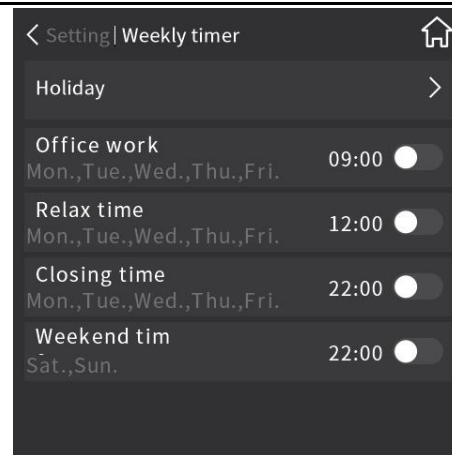 Setting| Weekly timer
Holiday
Office work
09:00
Mon.,Tue.,Wed.,Thu.,Fri.
Relax time
12:00
Mon.,Tue.,Wed.,Thu.,Fri.
Closing time
22:00
Mon.,Tue.,Wed.,Thu.,Fri.
Weekend tim
22:00
Sat.,Sun.